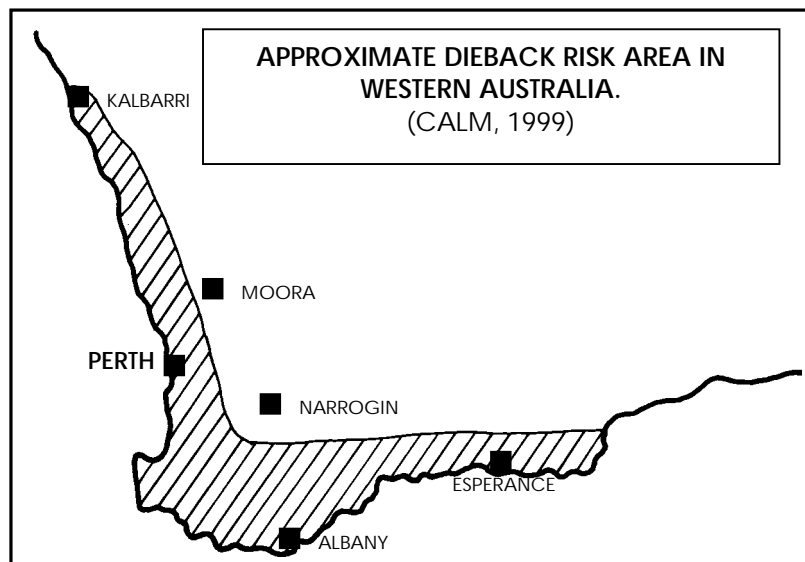 APPROXIMATE DIEBACK RISK AREA IN
WESTERN AUSTRALIA.
(CALM, 1999)
KALBARRI
MOORA
PERTH
NARROGIN
ESPERANCE
ALBANY